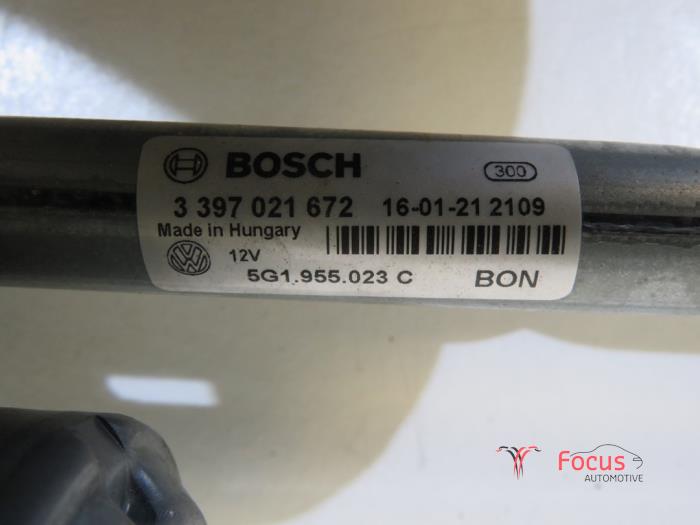 BOSCH
300
3 397 021 672 16-01-21 2109
Made in Hungary
12V
5G1.955.023 C BON
Focus
AUTOMOTIVE